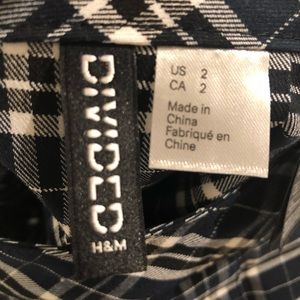 DIVIDED
H&M
US 2
CA 2
Made in
China
Fabriqué en
Chine